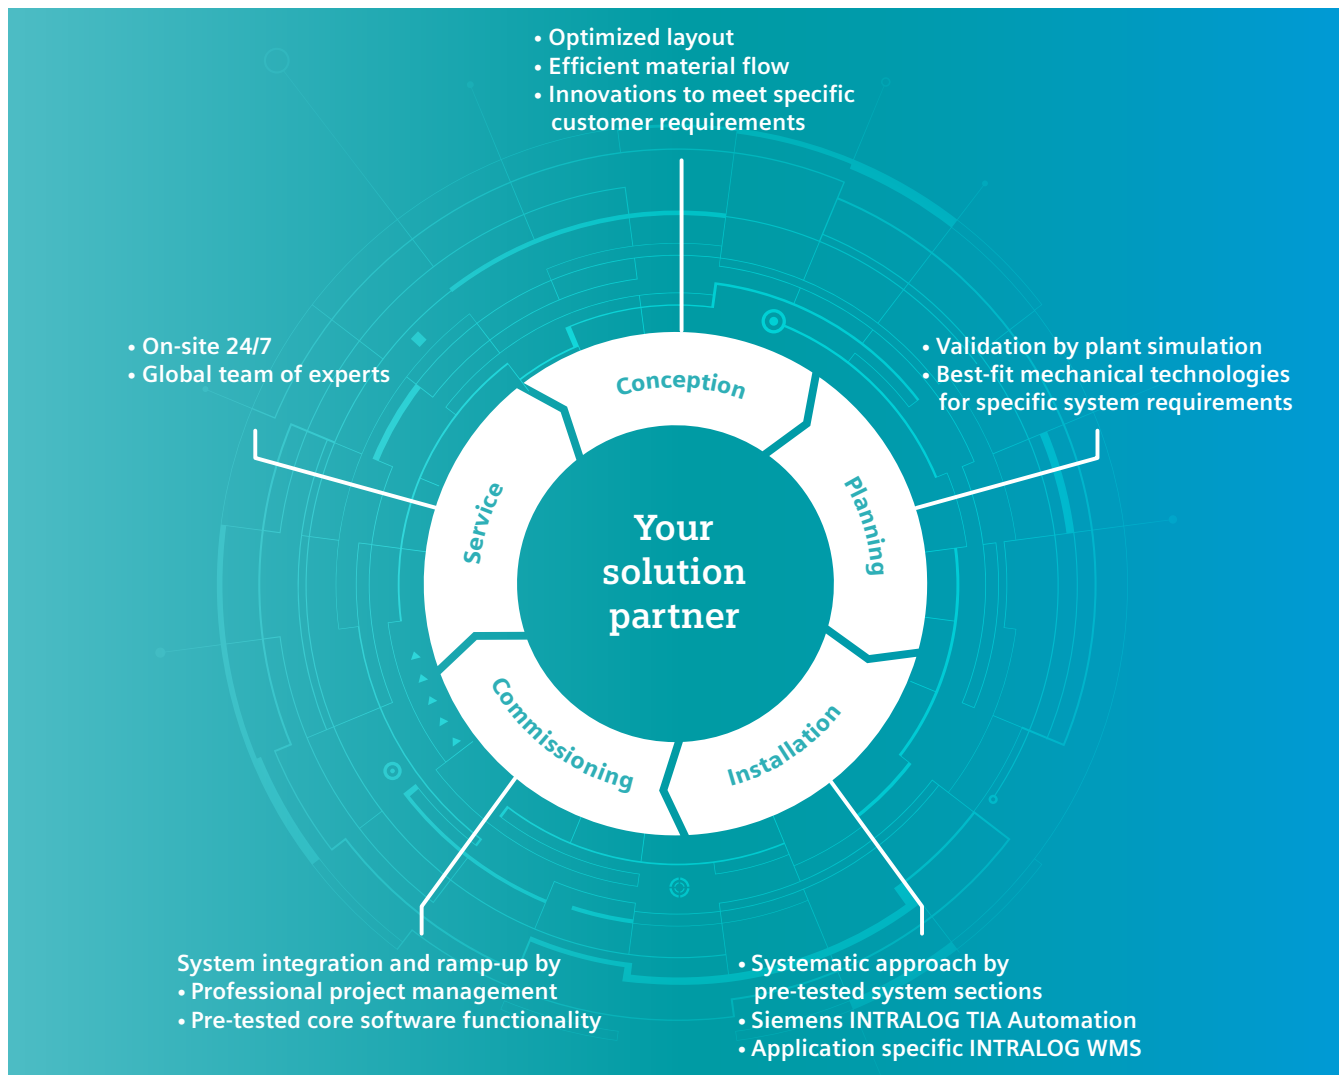 • Optimized layout
• Efficient material flow
• Innovations to meet specific
customer requirements
• On-site 24/7
• Global team of experts
• Validation by plant simulation
• Best-fit mechanical technologies
for specific system requirements
Conception
Planning
Service
Your
solution
partner
Commissioning
Installation
System integration and ramp-up by
• Professional project management
• Pre-tested core software functionality
• Systematic approach by
pre-tested system sections
• Siemens INTRALOG TIA Automation
• Application specific INTRALOG WMS